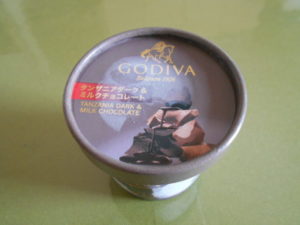 GODIVA
Belgium 1926
タンザニアダーク &
ミルクチョコレート
TANZANIA DARK &
MILK CHOCOLATE